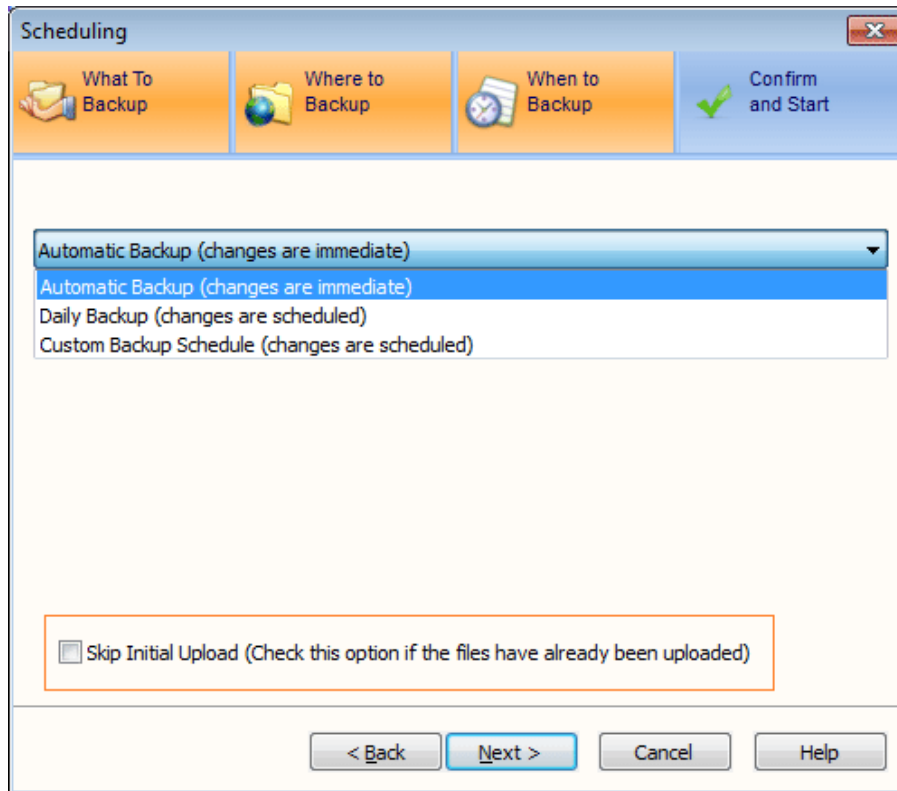 Scheduling
What To
Backup
Where to
Backup
When to
Backup
Confirm
and Start
Automatic Backup (changes are immediate)
Automatic Backup (changes are immediate)
Daily Backup (changes are scheduled)
Custom Backup Schedule (changes are scheduled)
Skip Initial Upload (Check this option if the files have already been uploaded)
< Back
Next >
Cancel
Help